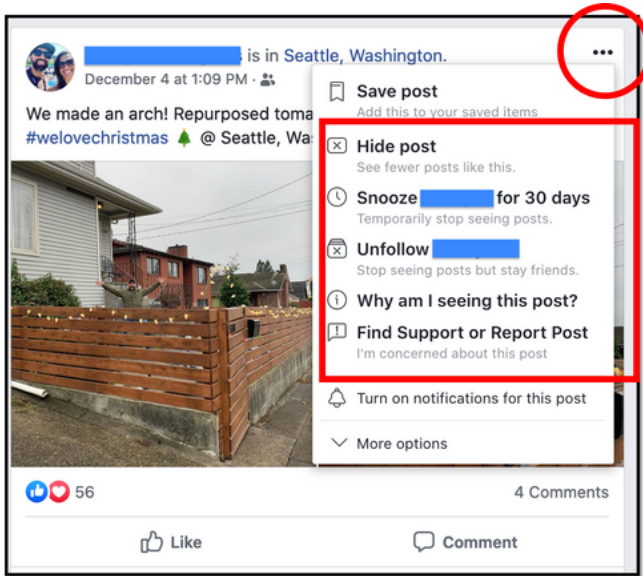 is in Seattle, Washington.
December 4 at 1:09 PM ·
We made an arch! Repurposed toma
#welovechristmas 🎄 @ Seattle, Wa
Save post
Add this to your saved items
Hide post
See fewer posts like this.
Snooze for 30 days
Temporarily stop seeing posts.
Unfollow
Stop seeing posts but stay friends.
Why am I seeing this post?
Find Support or Report Post
I'm concerned about this post
Turn on notifications for this post
More options
56
4 Comments
Like
Comment